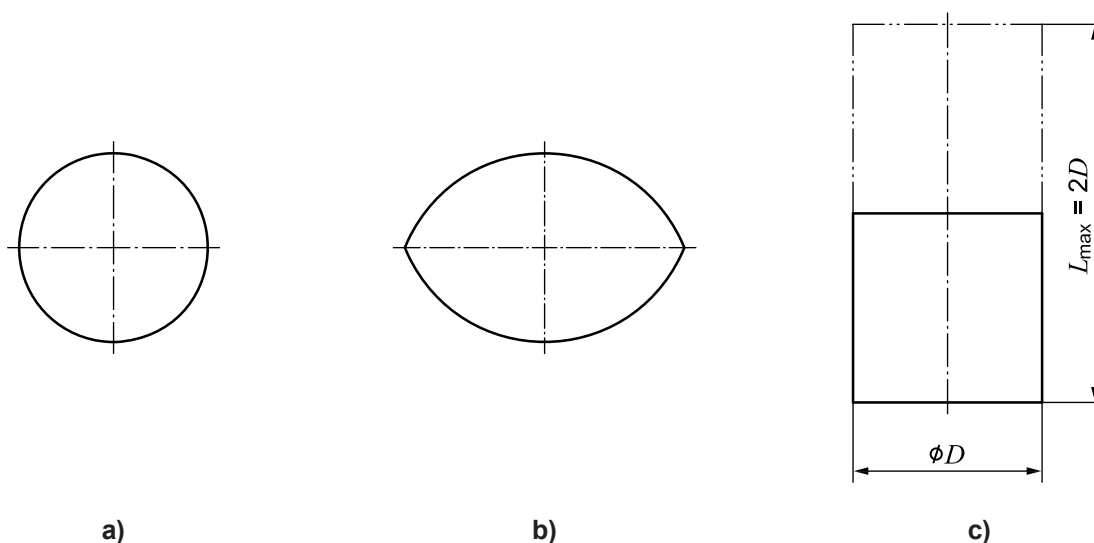 L_max = 2D
ϕD
a)
b)
c)